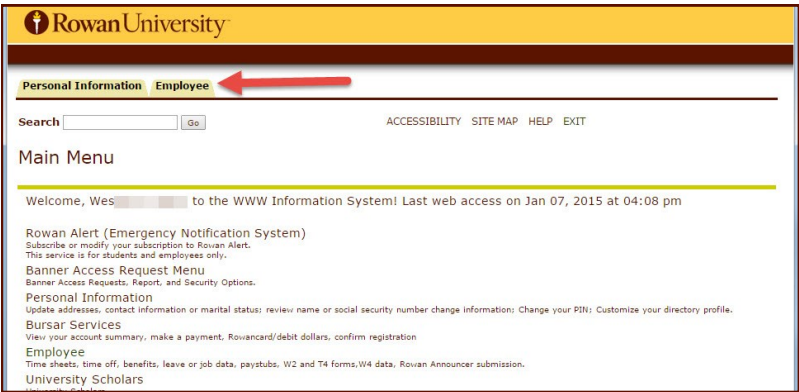 Rowan University
Personal Information Employee
Search Go ACCESSIBILITY SITE MAP HELP EXIT
Main Menu
Welcome, Wes to the WWW Information System! Last web access on Jan 07, 2015 at 04:08 pm
Rowan Alert (Emergency Notification System)
Subscribe or modify your subscription to Rowan Alert.
This service is for students and employees only.
Banner Access Request Menu
Banner Access Requests, Report, and Security Options.
Personal Information
Update addresses, contact information or marital status; review name or social security number change information; Change your PIN; Customize your directory profile.
Bursar Services
View your account summary, make a payment, Rowancard/debit dollars, confirm registration
Employee
Time sheets, time off, benefits, leave or job data, paystubs, W2 and T4 forms,W4 data, Rowan Announcer submission.
University Scholars
University Scholars